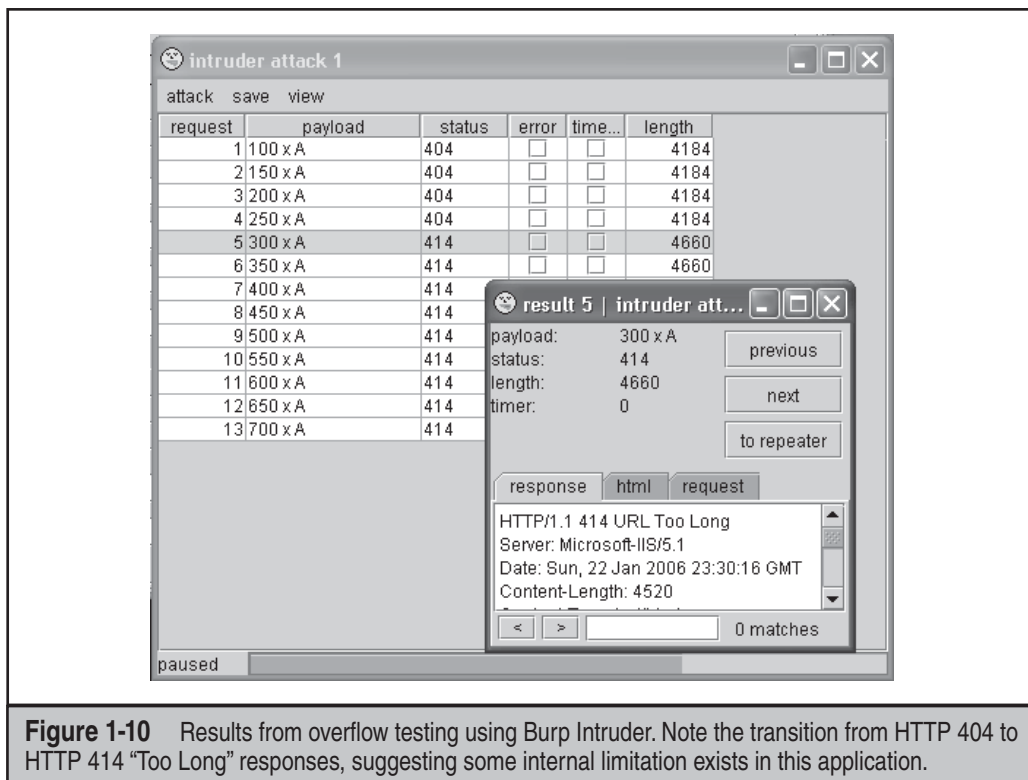 intruder attack 1
attack save view
request payload status error time... length
1 100 x A 404 4184
2 150 x A 404 4184
3 200 x A 404 4184
4 250 x A 404 4184
5 300 x A 414 4660
6 350 x A 414 4660
7 400 x A 414
8 450 x A 414
9 500 x A 414
10 550 x A 414
11 600 x A 414
12 650 x A 414
13 700 x A 414
result 5 | intruder att...
payload: 300 x A
status: 414
length: 4660
timer: 0
previous
next
to repeater
response html request
HTTP/1.1 414 URL Too Long
Server: Microsoft-IIS/5.1
Date: Sun, 22 Jan 2006 23:30:16 GMT
Content-Length: 4520
< > 0 matches
paused
Figure 1-10 Results from overflow testing using Burp Intruder. Note the transition from HTTP 404 to
HTTP 414 “Too Long” responses, suggesting some internal limitation exists in this application.